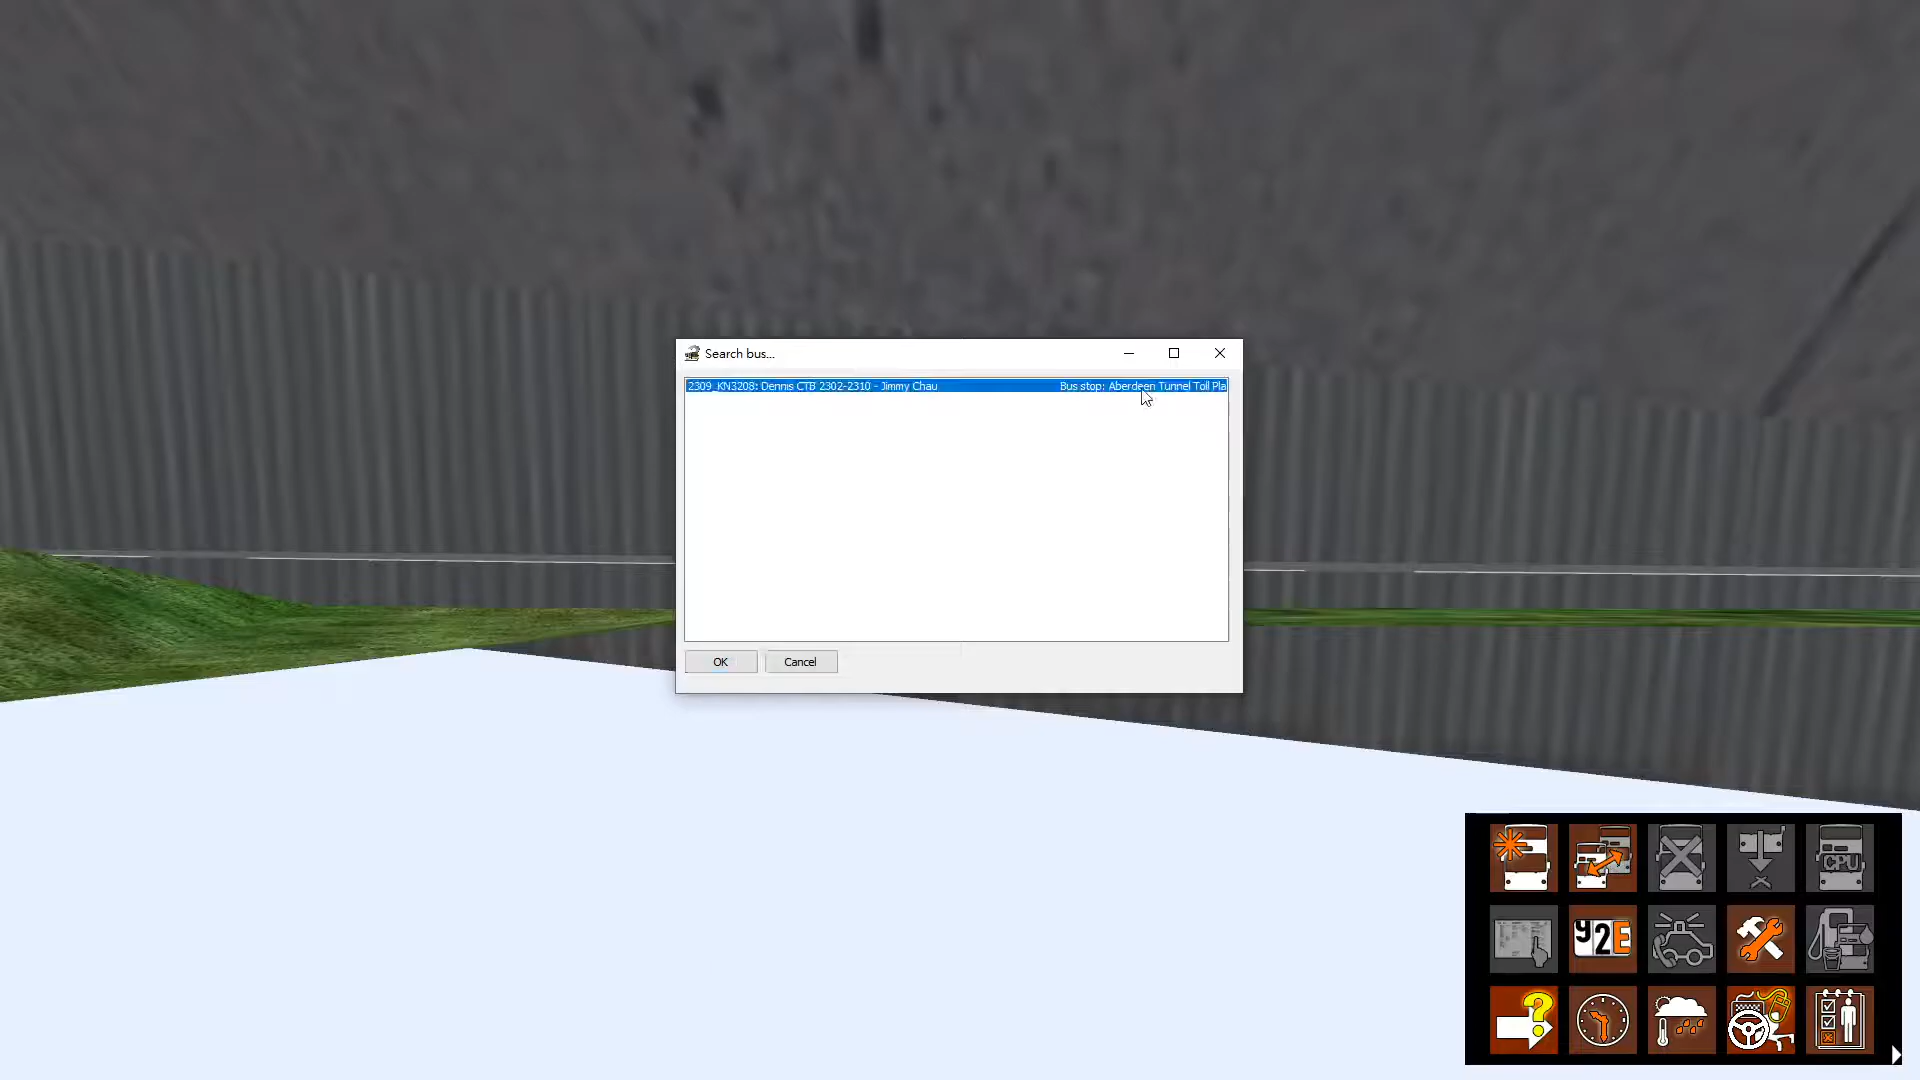 Search bus...
2309_KN3208: Dennis CTB 2302-2310 - Jimmy Chau Bus stop: Aberdeen Tunnel Toll Pla
OK Cancel
CPU
92E
?